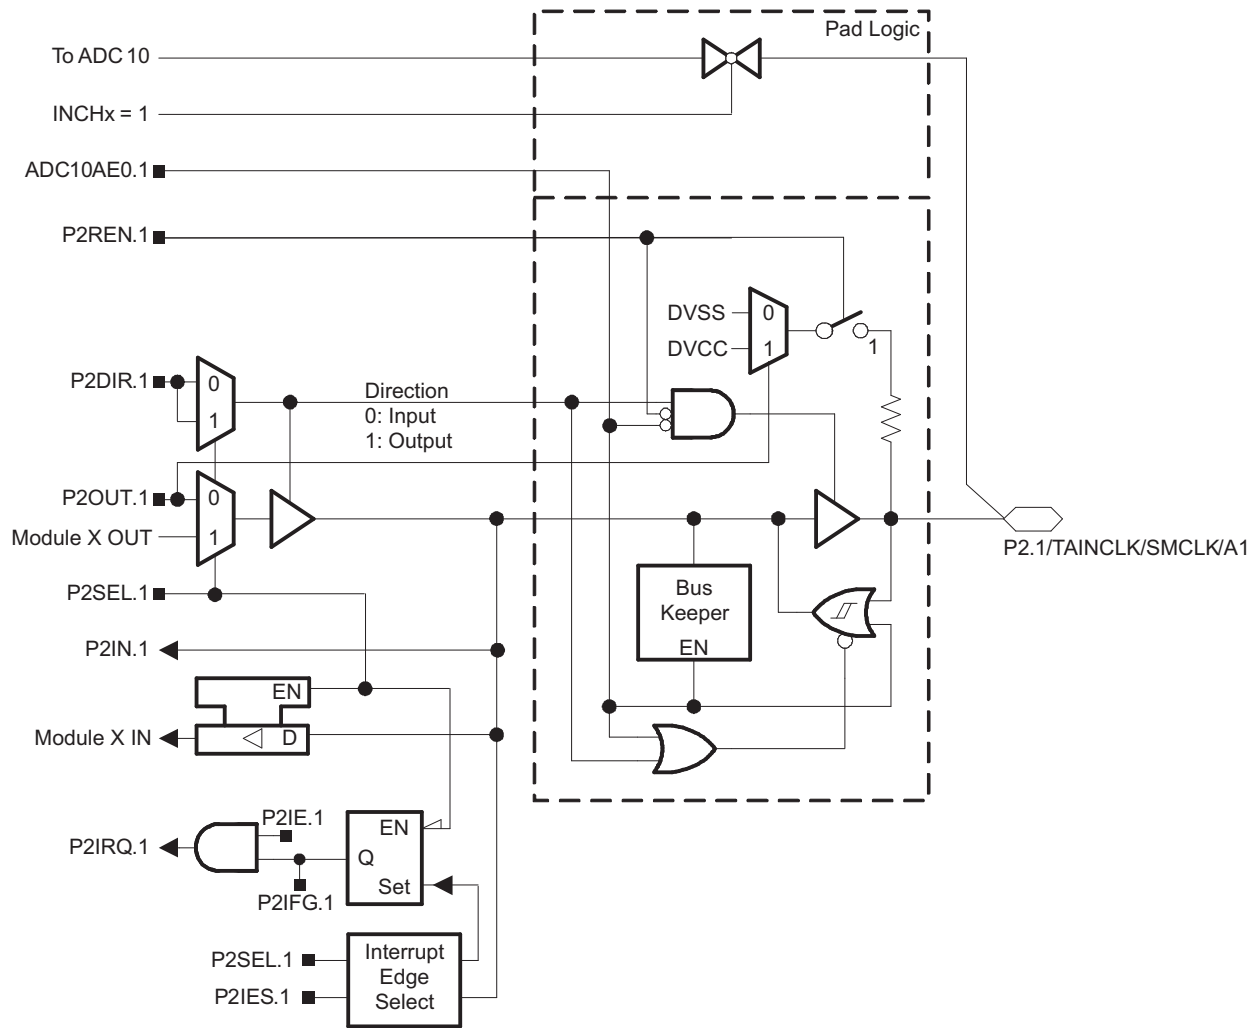 Pad Logic
To ADC 10
INCHx = 1
ADC10AE0.1
P2REN.1
DVSS
0
DVCC
1
1
P2DIR.1
0
1
Direction
0: Input
1: Output
P2OUT.1
0
Module X OUT
1
P2.1/TAINCLK/SMCLK/A1
P2SEL.1
Bus
Keeper
EN
P2IN.1
EN
Module X IN
D
P2IE.1
P2IRQ.1
EN
Q
Set
P2IFG.1
P2SEL.1
P2IES.1
Interrupt
Edge
Select